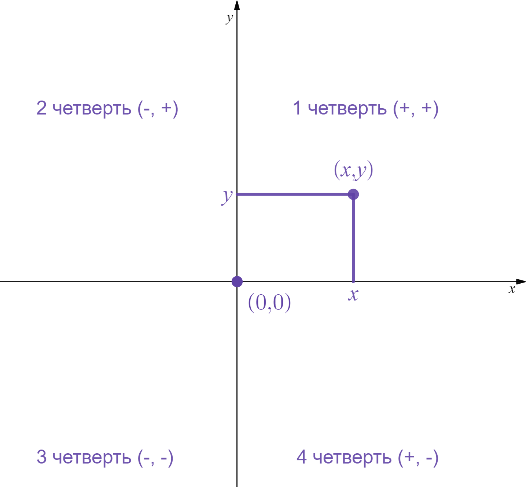 y
2 четверть (-, +)
1 четверть (+, +)
(x,y)
y
x
(0,0)
x
3 четверть (-, -)
4 четверть (+, -)